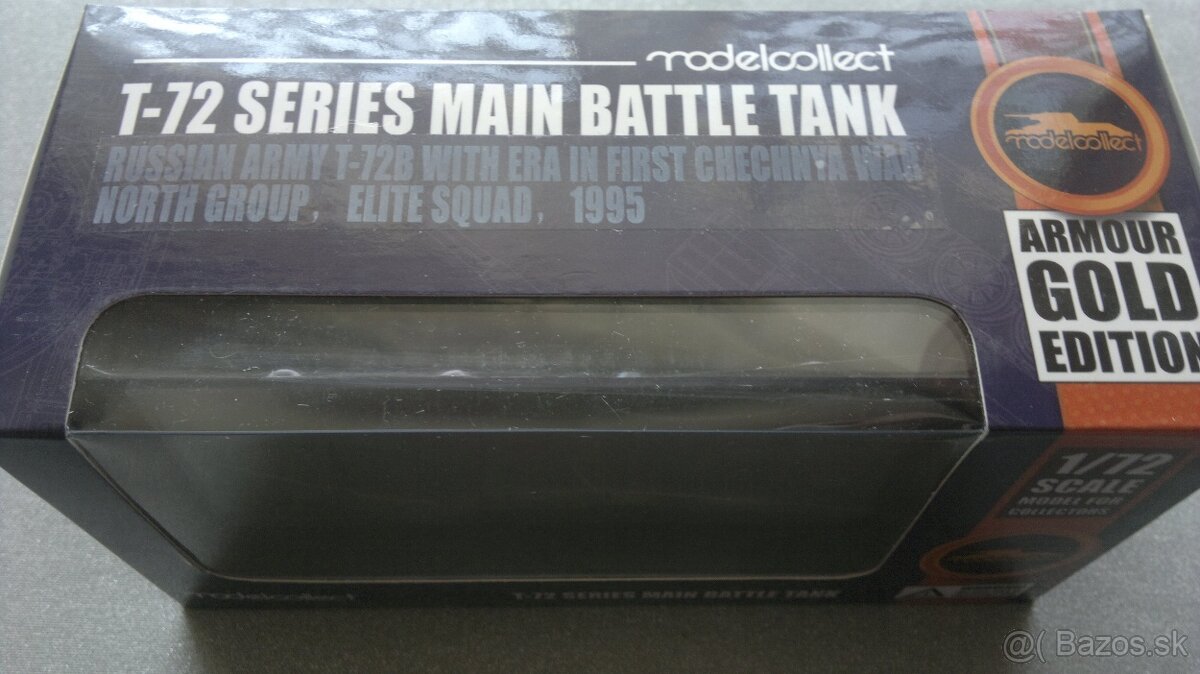 modelcollect
T-72 SERIES MAIN BATTLE TANK
RUSSIAN ARMY T-72B WITH ERA IN FIRST CHECHNYA WAR
NORTH GROUP, ELITE SQUAD, 1995
modelcollect
ARMOUR
GOLD
EDITION
1/72
SCALE
MODEL FOR
COLLECTORS
modelcollect
T-72 SERIES MAIN BATTLE TANK
@( Bazos.sk